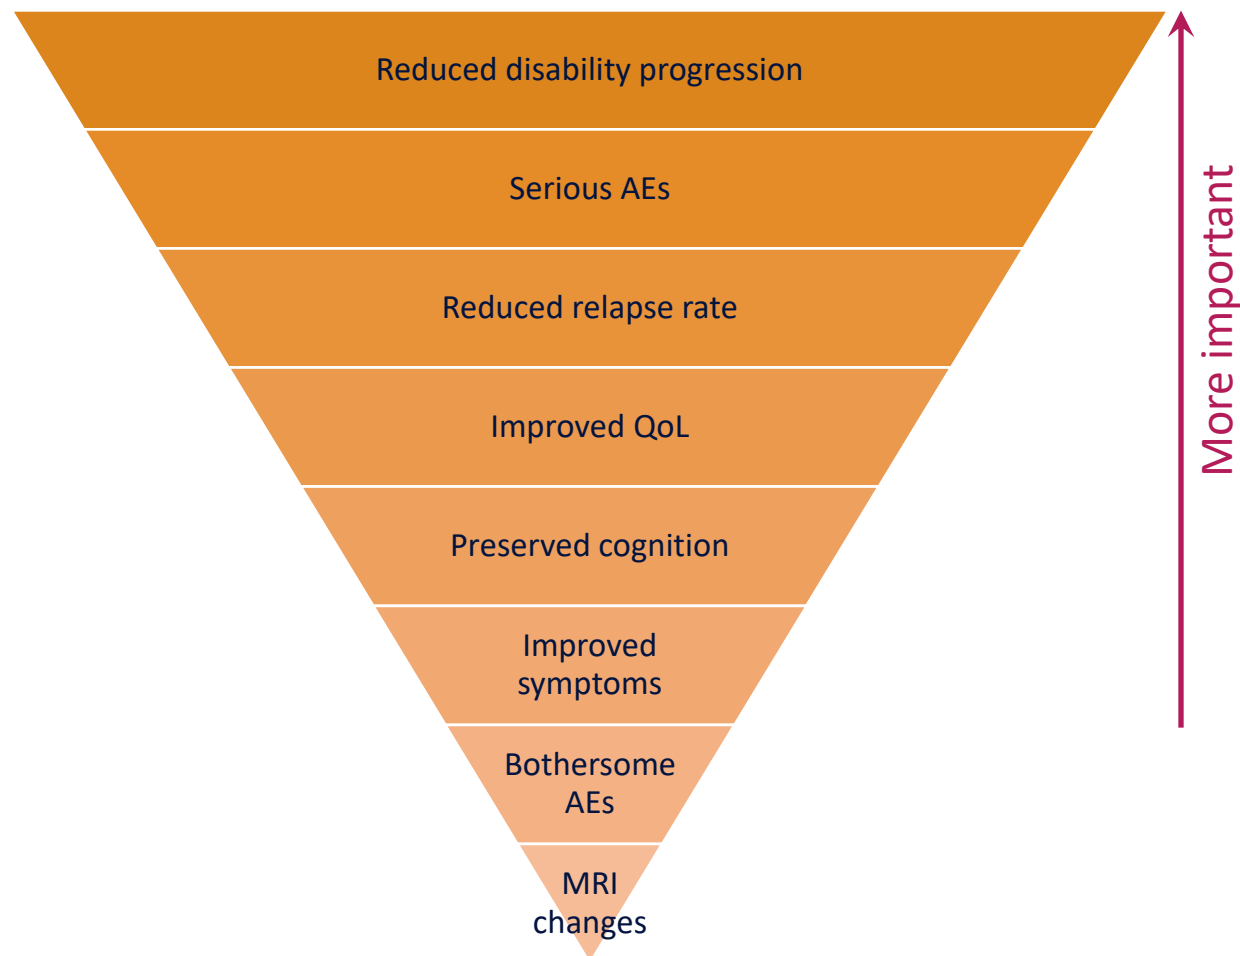 Reduced disability progression
Serious AEs
Reduced relapse rate
Improved QoL
Preserved cognition
Improved
symptoms
Bothersome
AEs
MRI
changes
More important